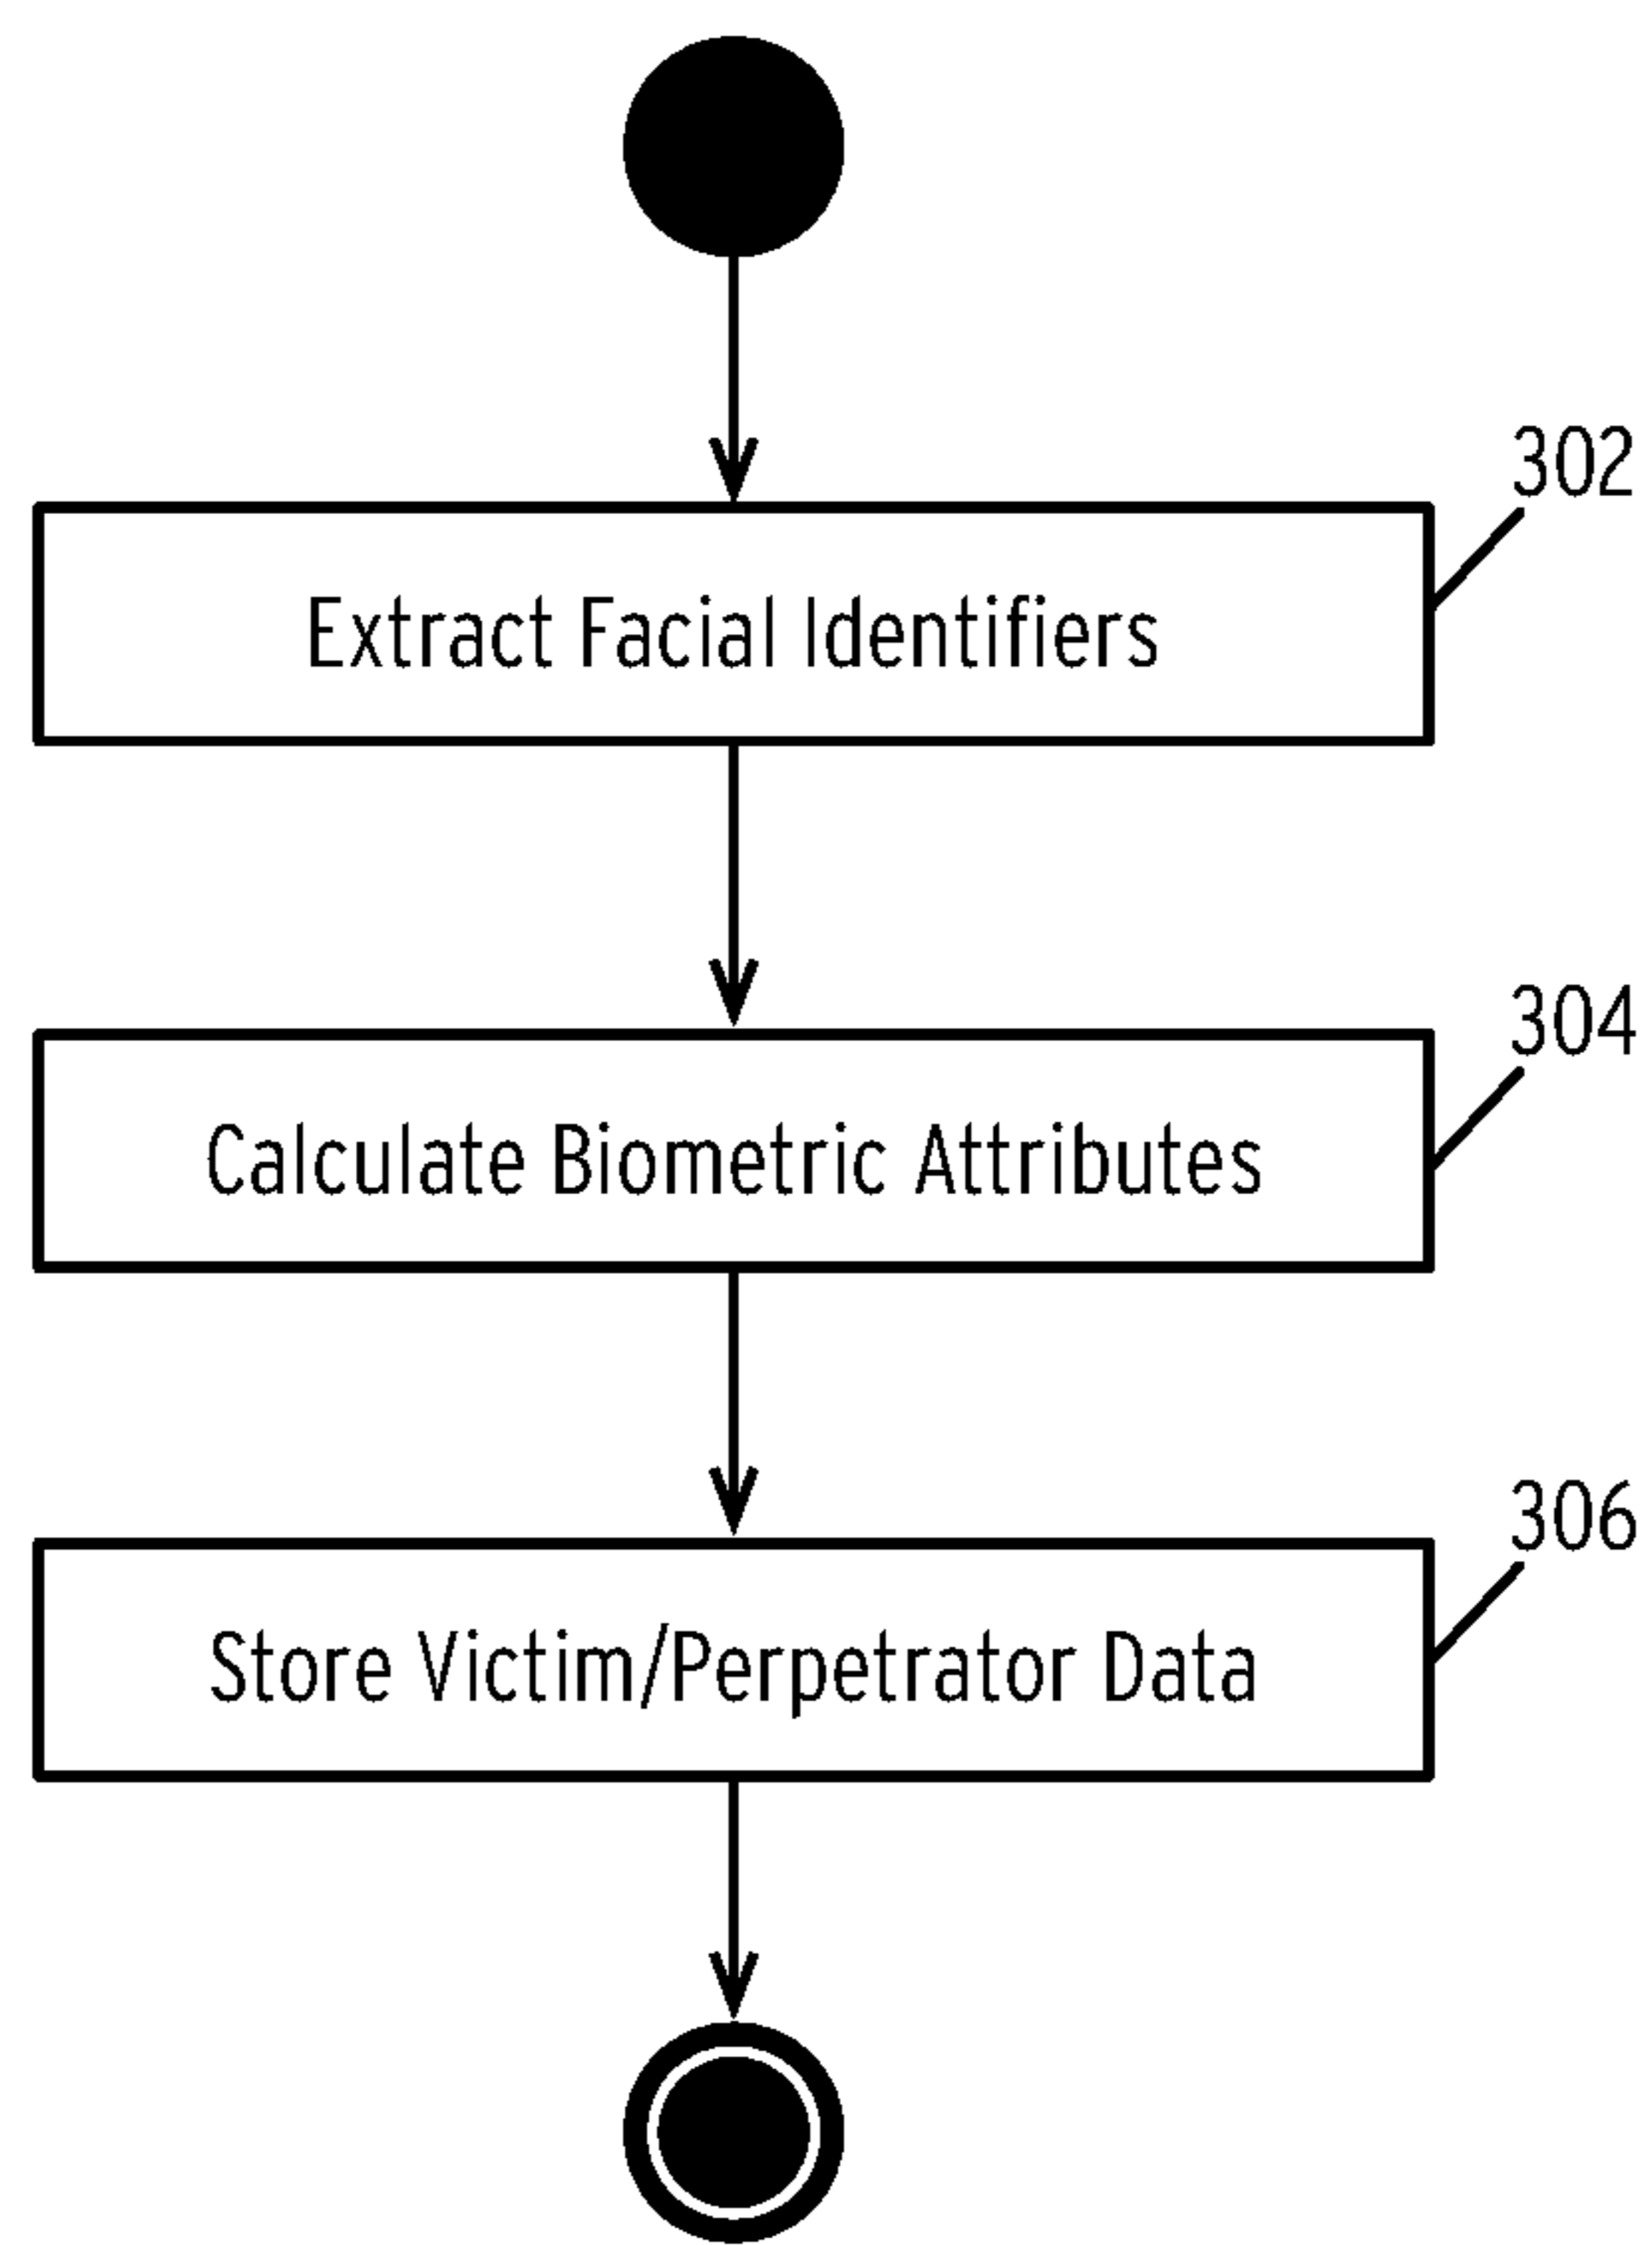 302
Extract Facial Identifiers
304
Calculate Biometric Attributes
306
Store Victim/Perpetrator Data